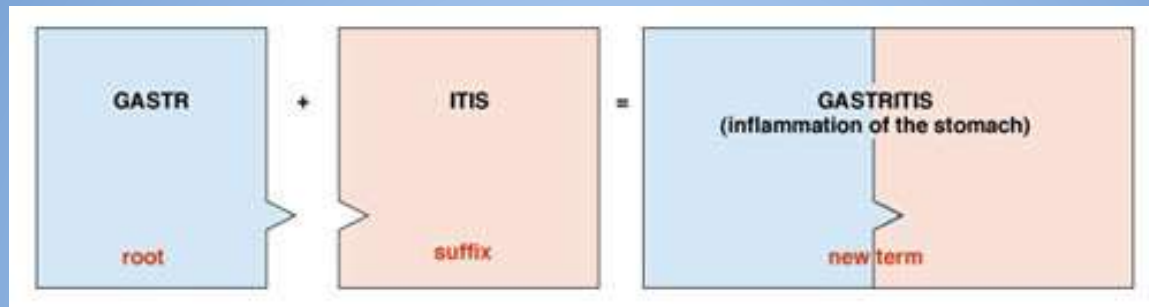 GASTR + ITIS = GASTRITIS
(inflammation of the stomach)
root suffix new term